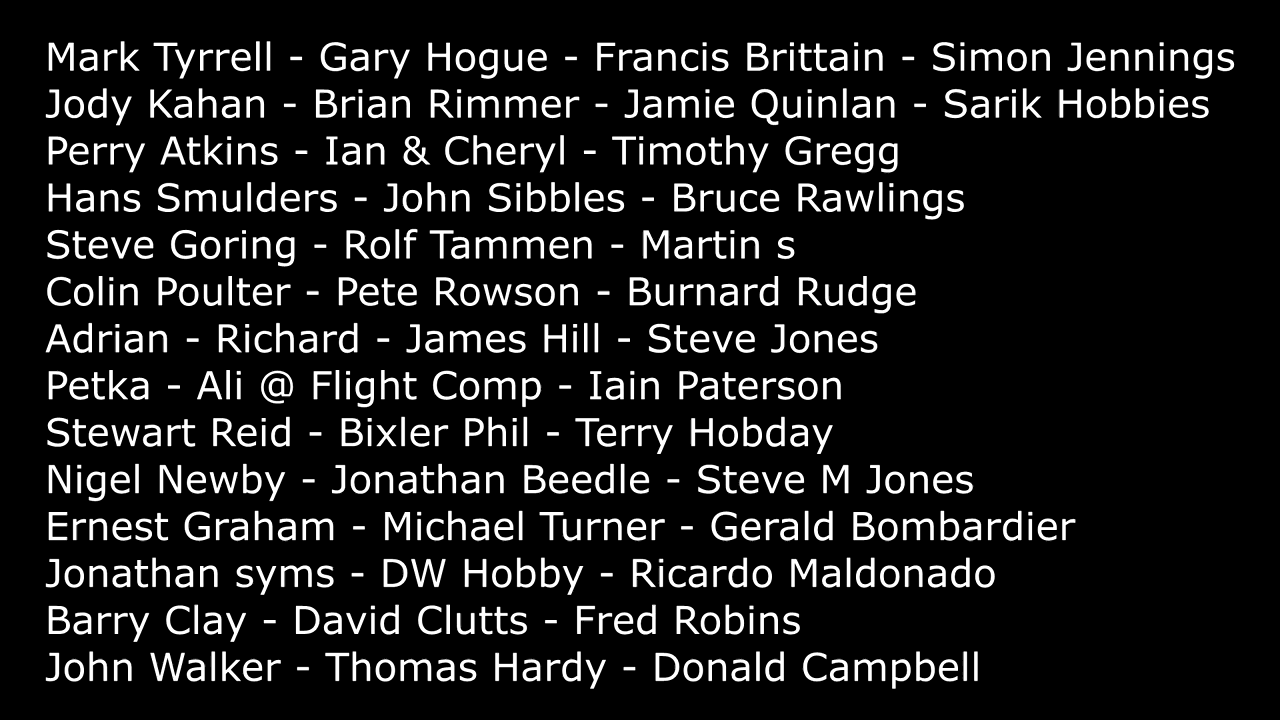 Mark Tyrrell - Gary Hogue - Francis Brittain - Simon Jennings
Jody Kahan - Brian Rimmer - Jamie Quinlan - Sarik Hobbies
Perry Atkins - Ian & Cheryl - Timothy Gregg
Hans Smulders - John Sibbles - Bruce Rawlings
Steve Goring - Rolf Tammen - Martin s
Colin Poulter - Pete Rowson - Burnard Rudge
Adrian - Richard - James Hill - Steve Jones
Petka - Ali @ Flight Comp - Iain Paterson
Stewart Reid - Bixler Phil - Terry Hobday
Nigel Newby - Jonathan Beedle - Steve M Jones
Ernest Graham - Michael Turner - Gerald Bombardier
Jonathan syms - DW Hobby - Ricardo Maldonado
Barry Clay - David Clutts - Fred Robins
John Walker - Thomas Hardy - Donald Campbell